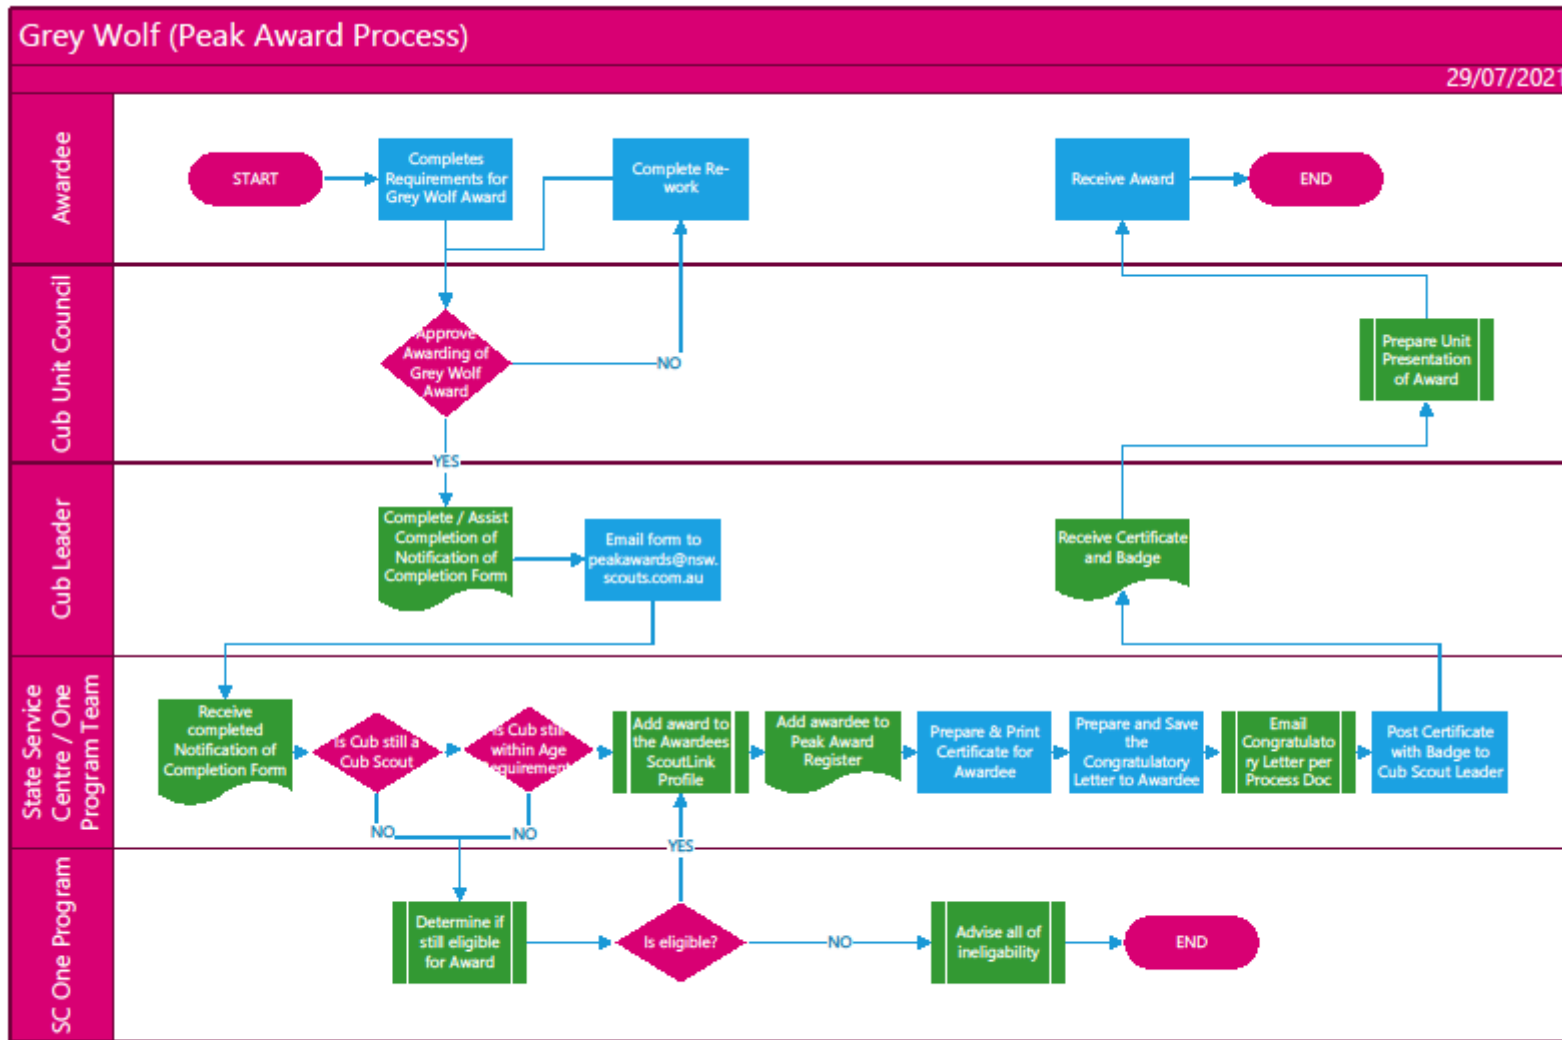 Grey Wolf (Peak Award Process)
29/07/2021
Awardee
START
Completes
Requirements for
Grey Wolf Award
Complete Re-
work
Receive Award
END
Cub Unit Council
Approve
Awarding of
Grey Wolf
Award
NO
Prepare Unit
Presentation
of Award
YES
Cub Leader
Complete / Assist
Completion of
Notification of
Completion Form
Email form to
peakawards@nsw.
scouts.com.au
Receive Certificate
and Badge
State Service
Centre / One
Program Team
Receive
completed
Notification of
Completion Form
Is Cub still a
Cub Scout
Is Cub still
within Age
Requirement
Add award to
the Awardees
ScoutLink
Profile
Add awardee to
Peak Award
Register
Prepare & Print
Certificate for
Awardee
Prepare and Save
the
Congratulatory
Letter to Awardee
Email
Congratulato
ry Letter per
Process Doc
Post Certificate
with Badge to
Cub Scout Leader
NO
NO
YES
SC One Program
Determine if
still eligible
for Award
Is eligible?
NO
Advise all of
ineligability
END